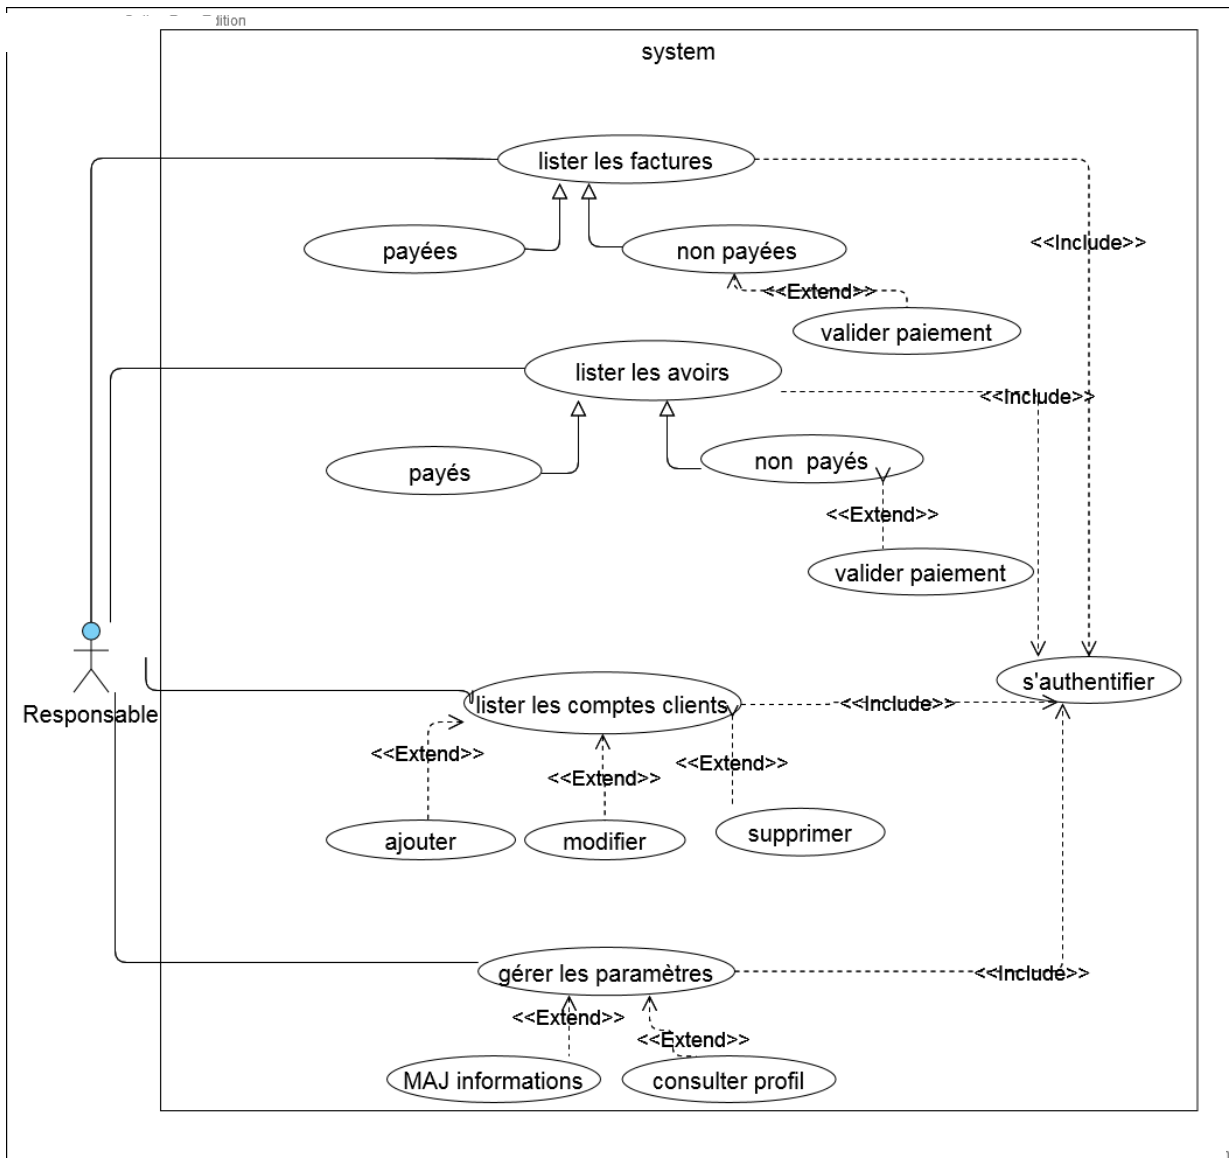 system
lister les factures
<<Include>>
payées
non payées
<<Extend>>
valider paiement
lister les avoirs
<<Include>>
payés
non payés
<<Extend>>
valider paiement
s'authentifier
Responsable
lister les comptes clients
<<Include>>
<<Extend>>
<<Extend>>
<<Extend>>
ajouter
modifier
supprimer
gérer les paramètres
<<Include>>
<<Extend>>
<<Extend>>
MAJ informations
consulter profil